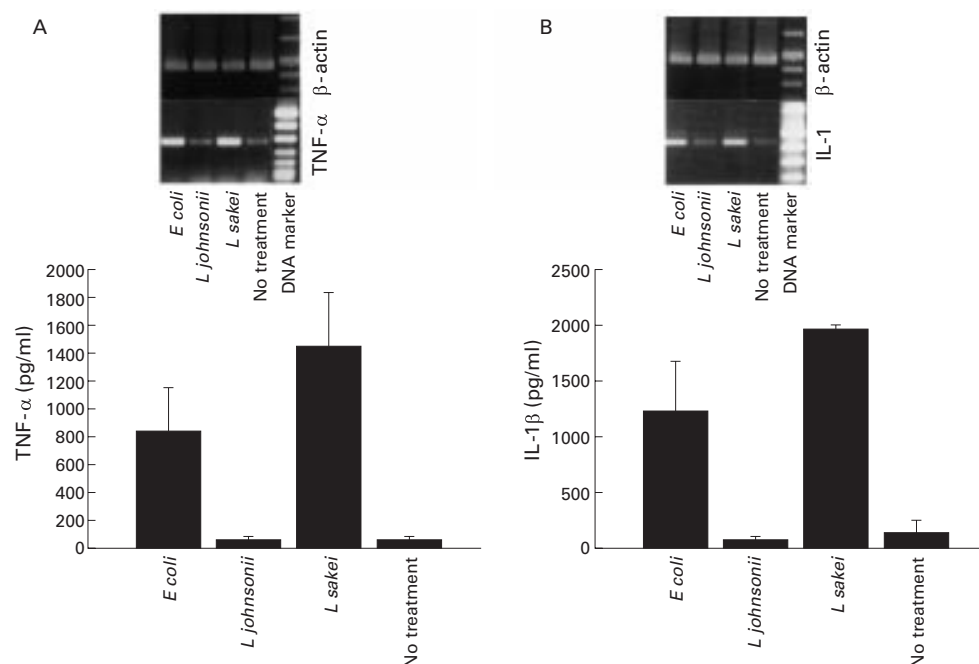 A
β-actin
TNF-α
E coli
L johnsonii
L sakei
No treatment
DNA marker
2000
1800
1600
1400
1200
1000
800
600
400
200
0
TNF-α (pg/ml)
E coli
L johnsonii
L sakei
No treatment
B
β-actin
IL-1
E coli
L johnsonii
L sakei
No treatment
DNA marker
2500
2000
1500
1000
500
0
IL-1β (pg/ml)
E coli
L johnsonii
L sakei
No treatment